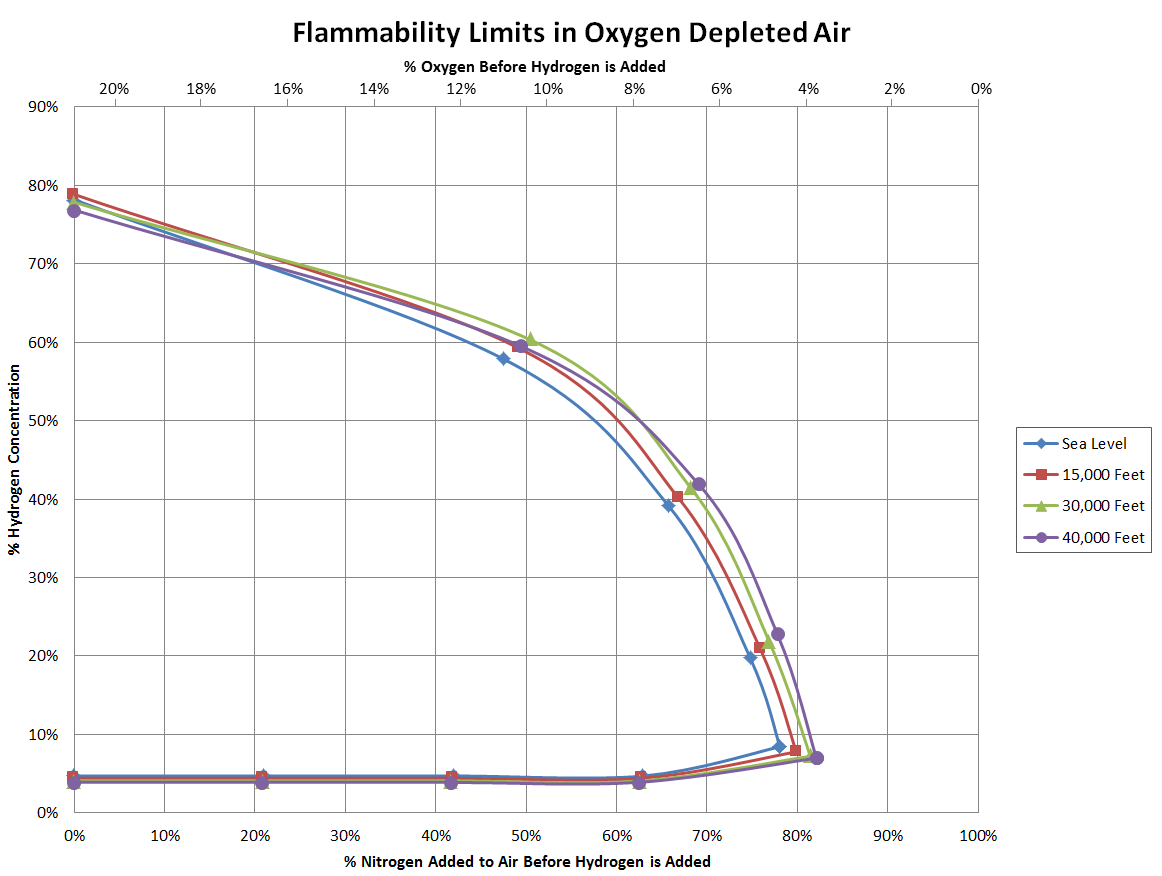 Flammability Limits in Oxygen Depleted Air
% Oxygen Before Hydrogen is Added
20% 18% 16% 14% 12% 10% 8% 6% 4% 2% 0%
90%
80%
70%
60%
50%
40%
30%
20%
10%
0%
% Hydrogen Concentration
Sea Level
15,000 Feet
30,000 Feet
40,000 Feet
0% 10% 20% 30% 40% 50% 60% 70% 80% 90% 100%
% Nitrogen Added to Air Before Hydrogen is Added